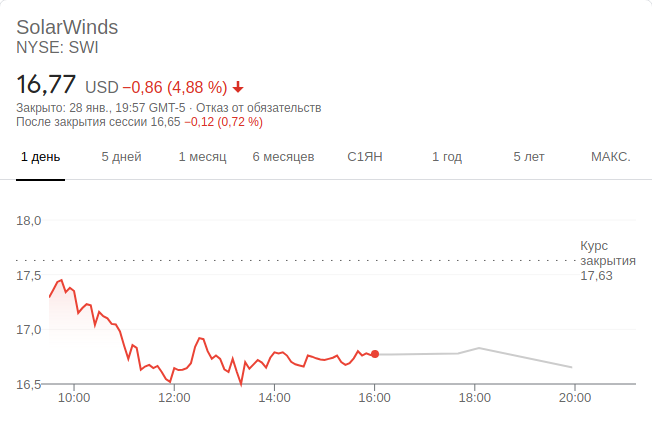 SolarWinds
NYSE: SWI
16,77 USD −0,86 (4,88 %)
Закрыто: 28 янв., 19:57 GMT-5 · Отказ от обязательств
После закрытия сессии 16,65 −0,12 (0,72 %)
1 день 5 дней 1 месяц 6 месяцев С1ЯН 1 год 5 лет МАКС.
18,0
Курс
закрытия
17,63
17,5
17,0
16,5
10:00 12:00 14:00 16:00 18:00 20:00